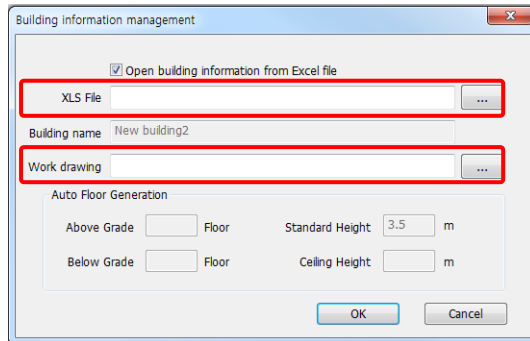 Building information management
Open building information from Excel file
XLS File ...
Building name New building2
Work drawing ...
Auto Floor Generation
Above Grade Floor Standard Height 3.5 m
Below Grade Floor Ceiling Height m
OK Cancel